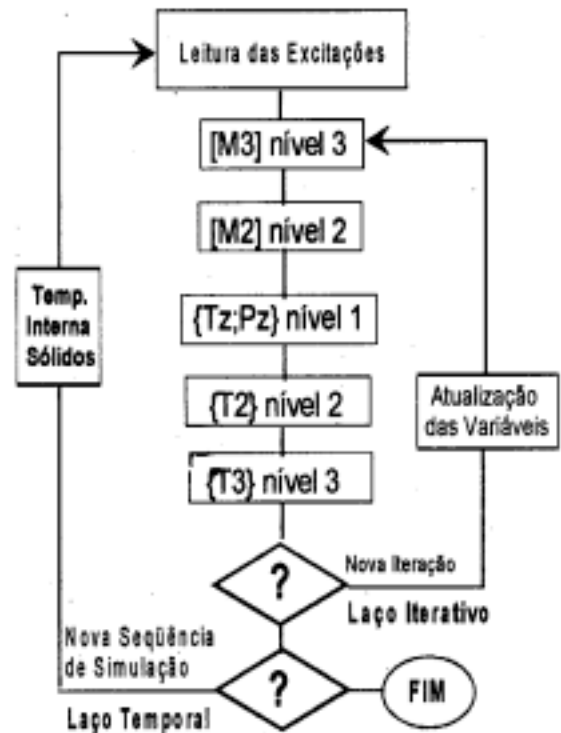 Leitura das Excitações
[M3] nível 3
[M2] nível 2
Temp.
Interna
Sólidos
{Tz;Pz} nível 1
{T2} nível 2
Atualização
das Variáveis
{T3} nível 3
?
Nova Iteração
Laço Iterativo
Nova Seqüência
de Simulação
?
FIM
Laço Temporal